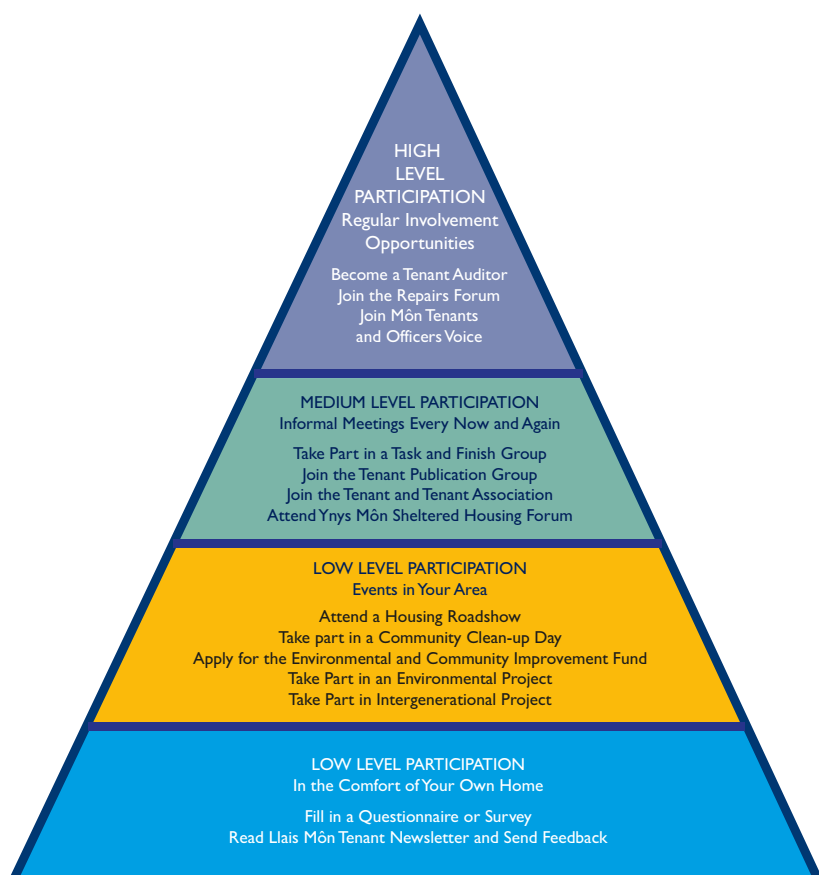 HIGH
LEVEL
PARTICIPATION
Regular Involvement
Opportunities
Become a Tenant Auditor
Join the Repairs Forum
Join Môn Tenants
and Officers Voice
MEDIUM LEVEL PARTICIPATION
Informal Meetings Every Now and Again
Take Part in a Task and Finish Group
Join the Tenant Publication Group
Join the Tenant and Tenant Association
Attend Ynys Môn Sheltered Housing Forum
LOW LEVEL PARTICIPATION
Events in Your Area
Attend a Housing Roadshow
Take part in a Community Clean-up Day
Apply for the Environmental and Community Improvement Fund
Take Part in an Environmental Project
Take Part in Intergenerational Project
LOW LEVEL PARTICIPATION
In the Comfort of Your Own Home
Fill in a Questionnaire or Survey
Read Llais Môn Tenant Newsletter and Send Feedback